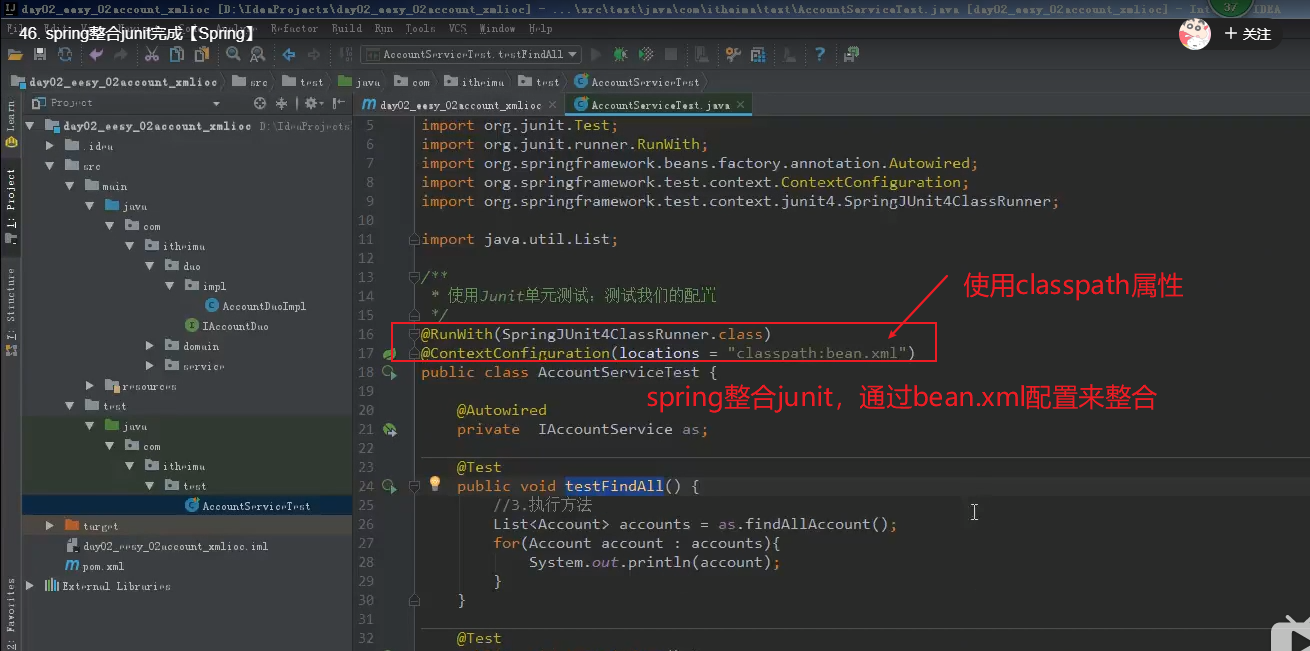 day02_eesy_02account_xmlioc [D:\IdeaProjects\day02_eesy_02account_xmlioc] - ...\src\test\java\com\itheima\test\AccountServiceTest.java [day02_eesy_02account_xmlioc] -
37
46. spring整合junit完成【Spring】
Refactor Build Run Tools VCS Window Help
+ 关注
AccountServiceTest.testFindAll
day02_eesy_02account_xmlioc src test java com itheima test AccountServiceTest
Project
day02_eesy_02account_xmlioc
AccountServiceTest.java
Learn
1: Project
7: Structure
2: Favorites
day02_eesy_02account_xmlioc D:\IdeaProjects
.idea
src
main
java
com
itheima
dao
impl
AccountDaoImpl
IAccountDao
domain
service
resources
test
java
com
itheima
test
AccountServiceTest
target
day02_eesy_02account_xmlioc.iml
pom.xml
External Libraries
5 import org.junit.Test;
6 import org.junit.runner.RunWith;
7 import org.springframework.beans.factory.annotation.Autowired;
8 import org.springframework.test.context.ContextConfiguration;
9 import org.springframework.test.context.junit4.SpringJUnit4ClassRunner;
10
11 import java.util.List;
12
13 /**
14 * 使用Junit单元测试：测试我们的配置
15 */
16 @RunWith(SpringJUnit4ClassRunner.class)
17 @ContextConfiguration(locations = "classpath:bean.xml")
18 public class AccountServiceTest {
19
20 @Autowired
21 private IAccountService as;
22
23 @Test
24 public void testFindAll() {
25 //3.执行方法
26 List<Account> accounts = as.findAllAccount();
27 for(Account account : accounts){
28 System.out.println(account);
29 }
30 }
31
32 @Test
使用classpath属性
spring整合junit，通过bean.xml配置来整合